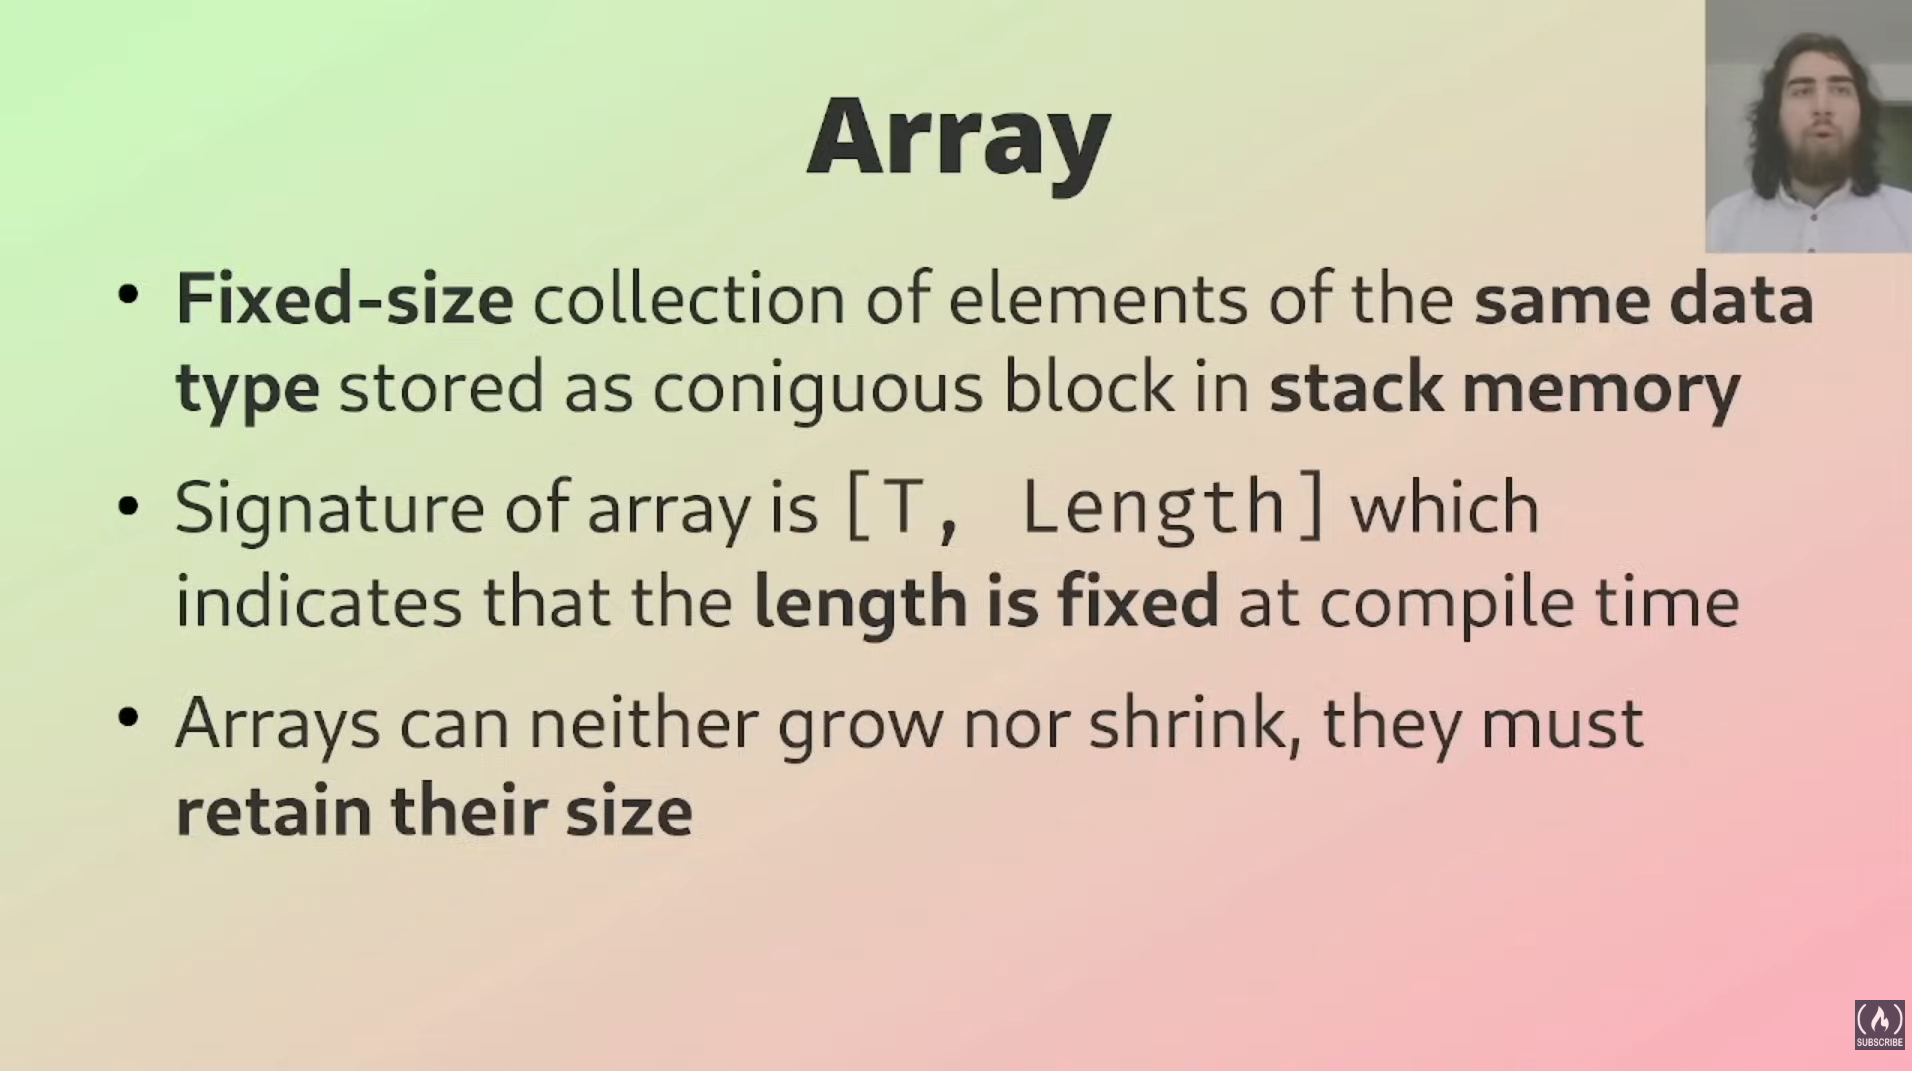 Array
• Fixed-size collection of elements of the same data
type stored as coniguous block in stack memory
• Signature of array is [T, Length] which
indicates that the length is fixed at compile time
• Arrays can neither grow nor shrink, they must
retain their size
SUBSCRIBE